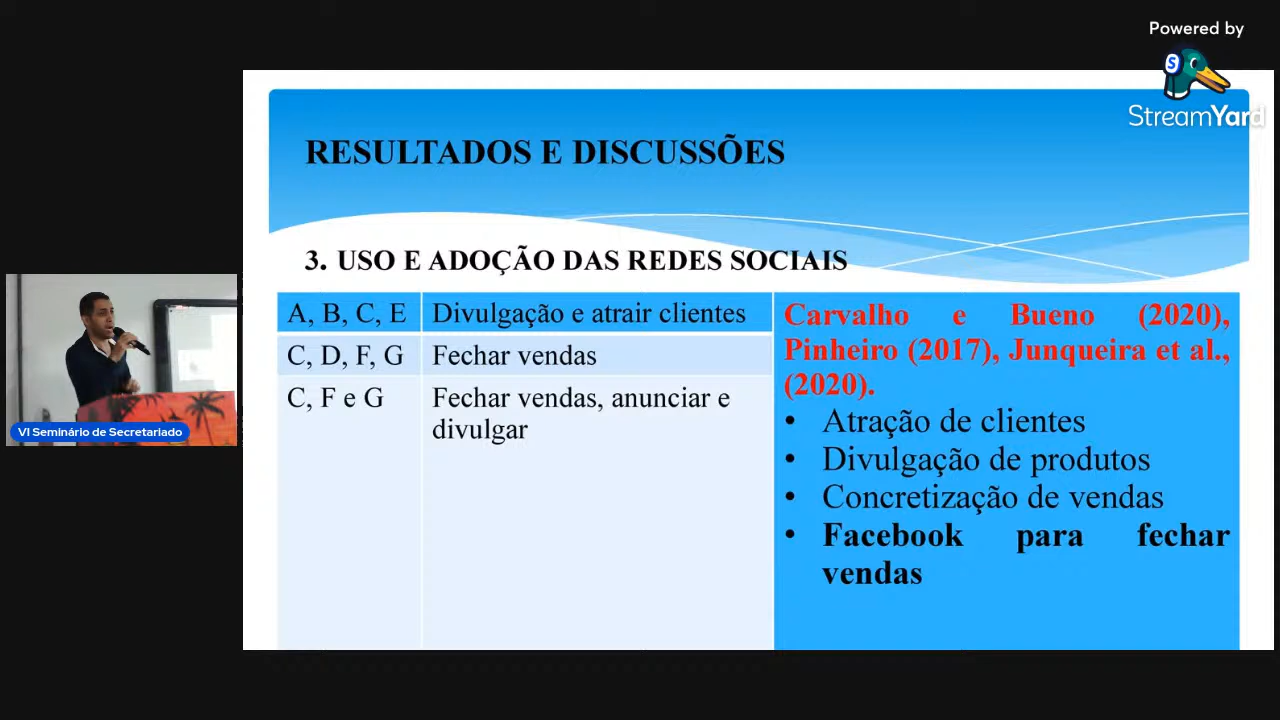 Powered by
StreamYard
RESULTADOS E DISCUSSÕES
3. USO E ADOÇÃO DAS REDES SOCIAIS
A, B, C, E
Divulgação e atrair clientes
C, D, F, G
Fechar vendas
C, F e G
Fechar vendas, anunciar e
divulgar
Carvalho e Bueno (2020),
Pinheiro (2017), Junqueira et al.,
(2020).
• Atração de clientes
• Divulgação de produtos
• Concretização de vendas
• Facebook para fechar
vendas
VI Seminário de Secretariado